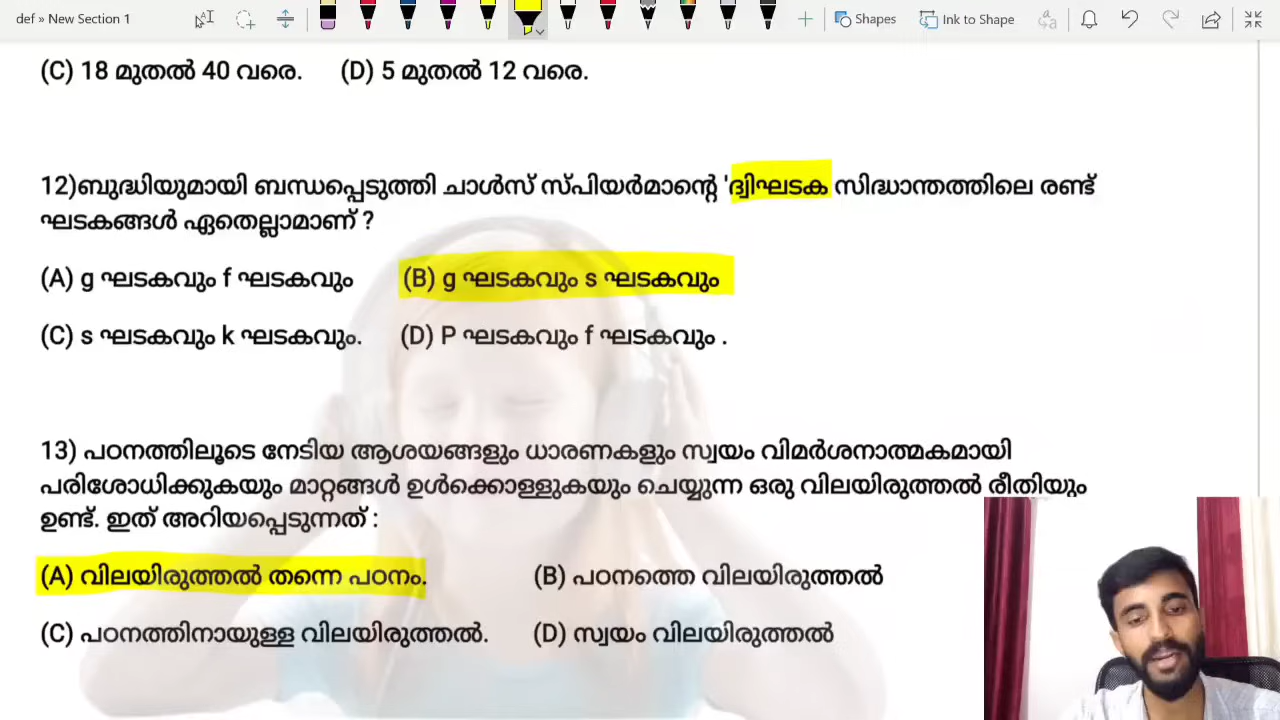 def » New Section 1
Shapes
Ink to Shape
(C) 18 മുതൽ 40 വരെ. (D) 5 മുതൽ 12 വരെ.
12)ബുദ്ധിയുമായി ബന്ധപ്പെടുത്തി ചാൾസ് സ്പിയർമാന്റെ 'ദ്വിഘടക സിദ്ധാന്തത്തിലെ രണ്ട്
ഘടകങ്ങൾ ഏതെല്ലാമാണ് ?
(A) g ഘടകവും f ഘടകവും (B) g ഘടകവും s ഘടകവും
(C) s ഘടകവും k ഘടകവും. (D) P ഘടകവും f ഘടകവും .
13) പഠനത്തിലൂടെ നേടിയ ആശയങ്ങളും ധാരണകളും സ്വയം വിമർശനാത്മകമായി
പരിശോധിക്കുകയും മാറ്റങ്ങൾ ഉൾക്കൊള്ളുകയും ചെയ്യുന്ന ഒരു വിലയിരുത്തൽ രീതിയും
ഉണ്ട്. ഇത് അറിയപ്പെടുന്നത് :
(A) വിലയിരുത്തൽ തന്നെ പഠനം. (B) പഠനത്തെ വിലയിരുത്തൽ
(C) പഠനത്തിനായുള്ള വിലയിരുത്തൽ. (D) സ്വയം വിലയിരുത്തൽ